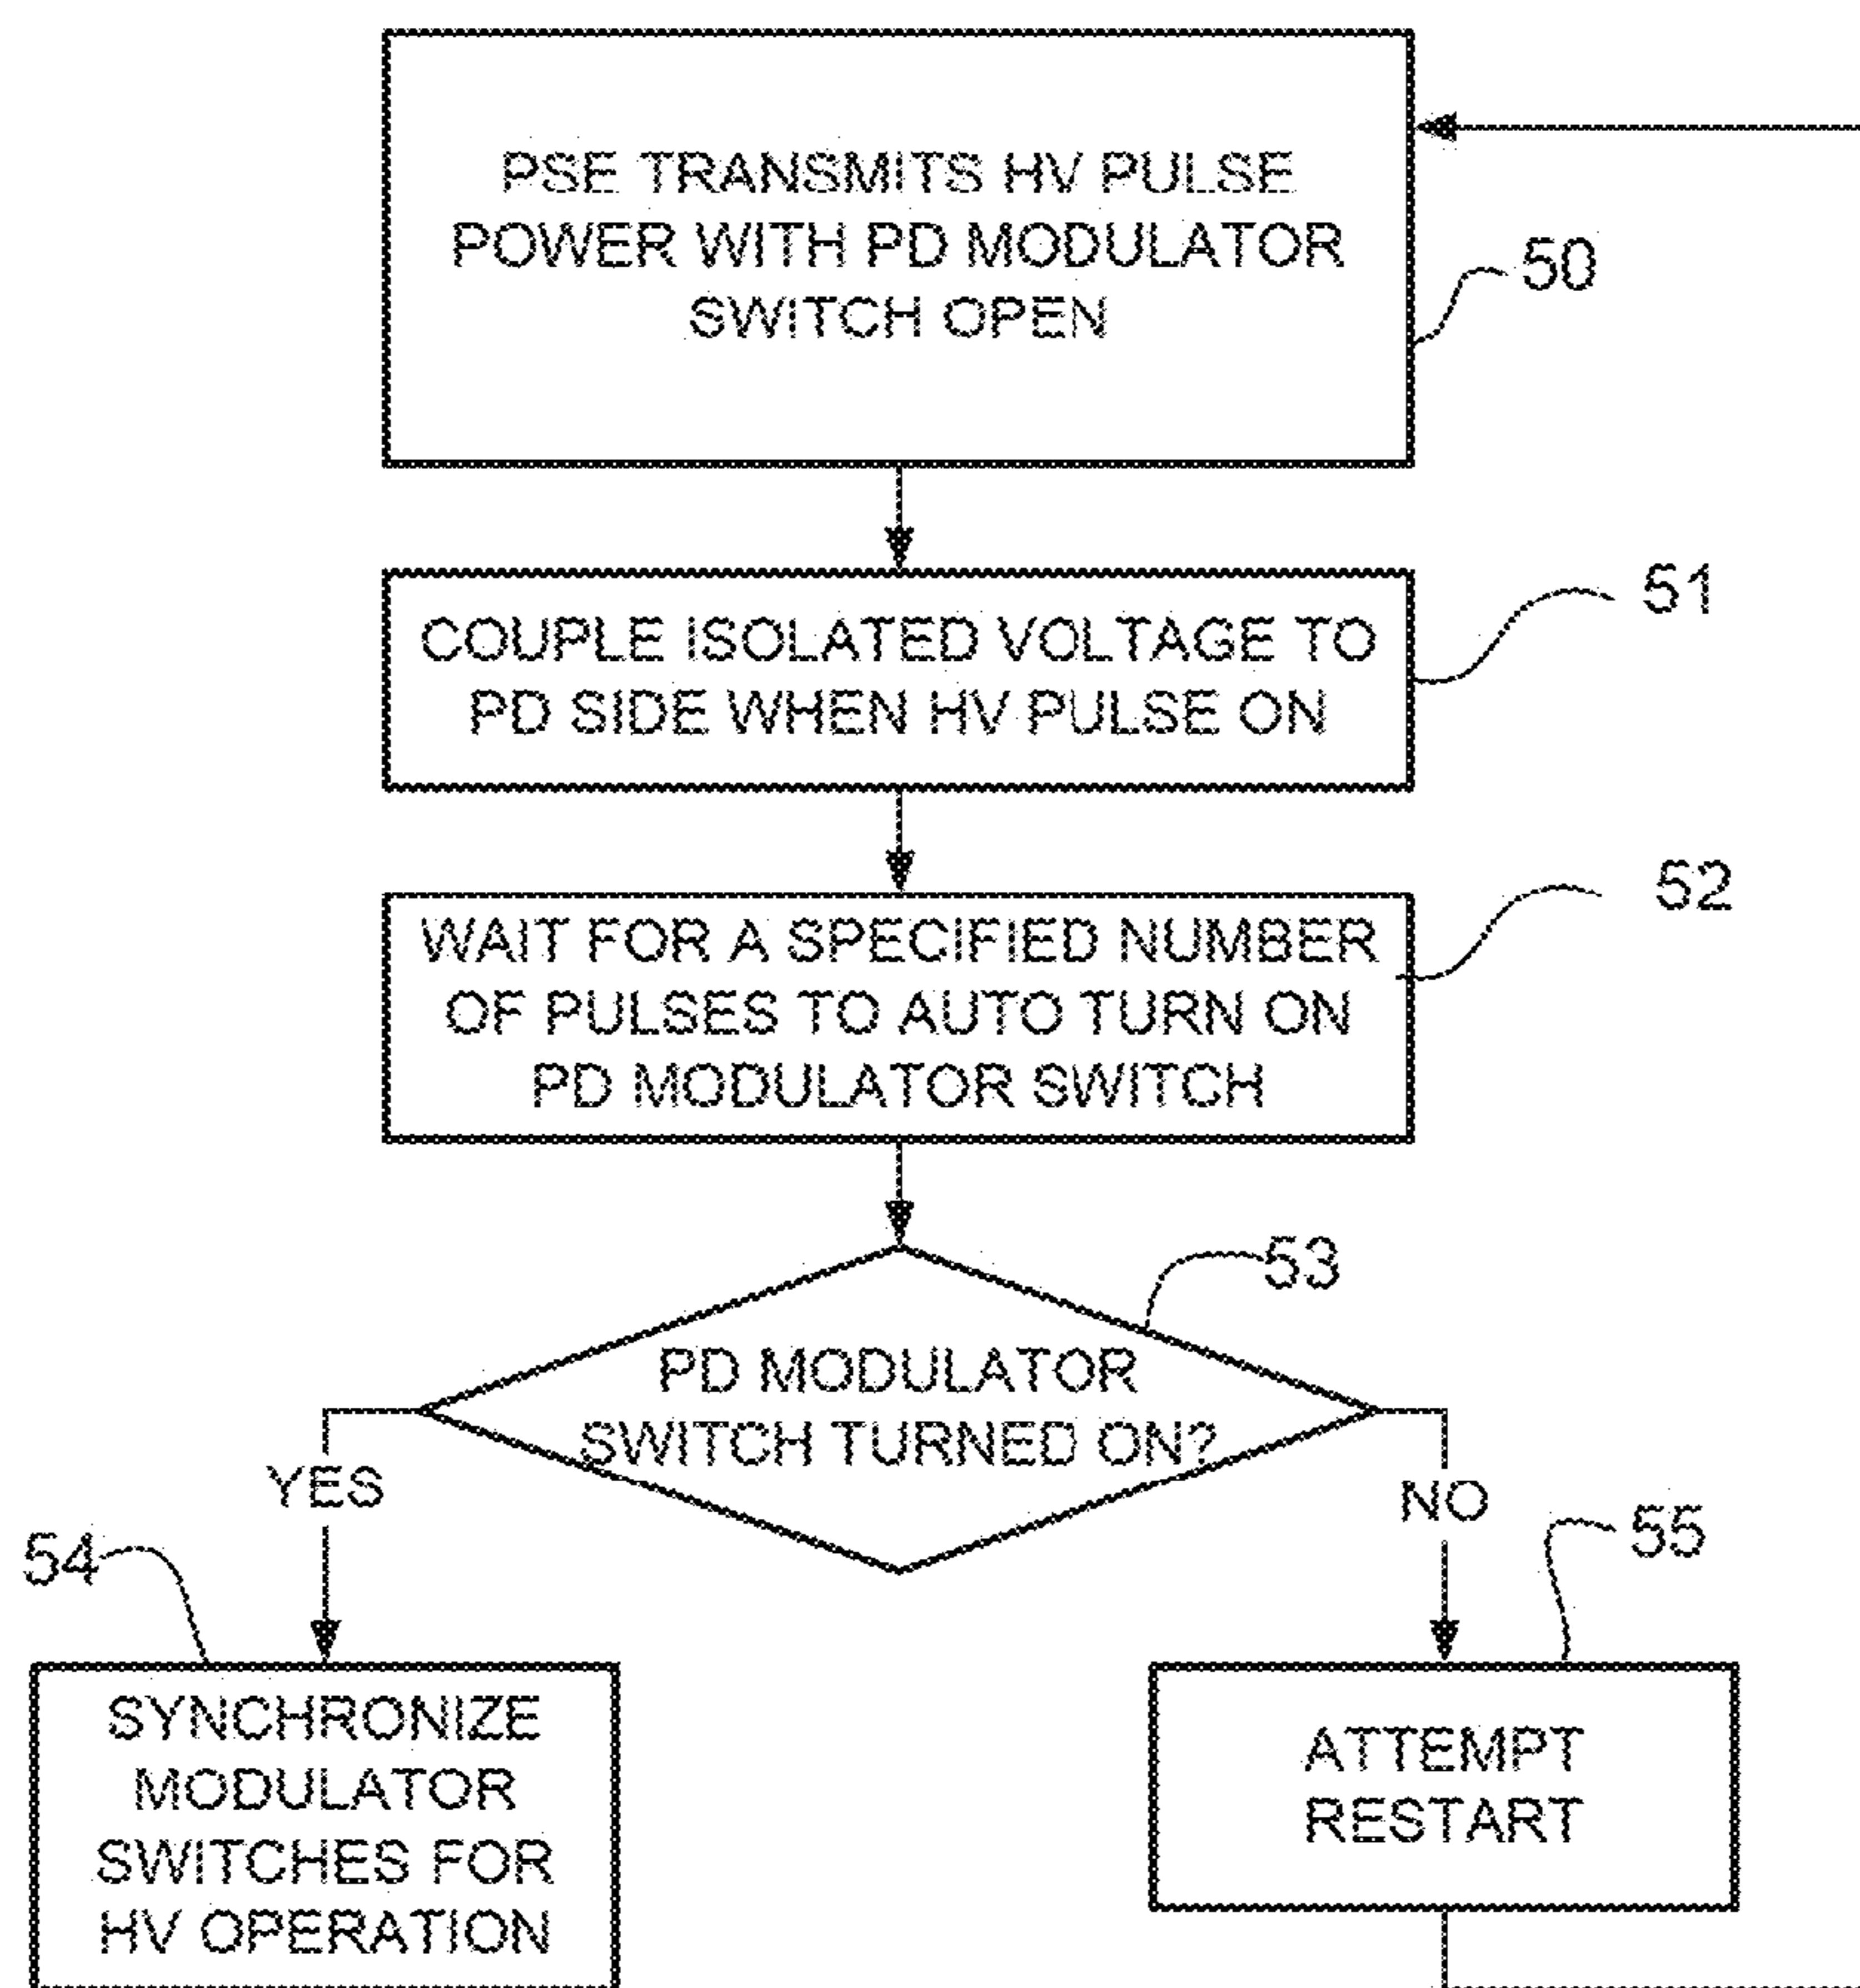 PSE TRANSMITS HV PULSE
POWER WITH PD MODULATOR
SWITCH OPEN
50
COUPLE ISOLATED VOLTAGE TO
PD SIDE WHEN HV PULSE ON
51
WAIT FOR A SPECIFIED NUMBER
OF PULSES TO AUTO TURN ON
PD MODULATOR SWITCH
52
PD MODULATOR
SWITCH TURNED ON?
53
YES
NO
54
SYNCHRONIZE
MODULATOR
SWITCHES FOR
HV OPERATION
55
ATTEMPT
RESTART